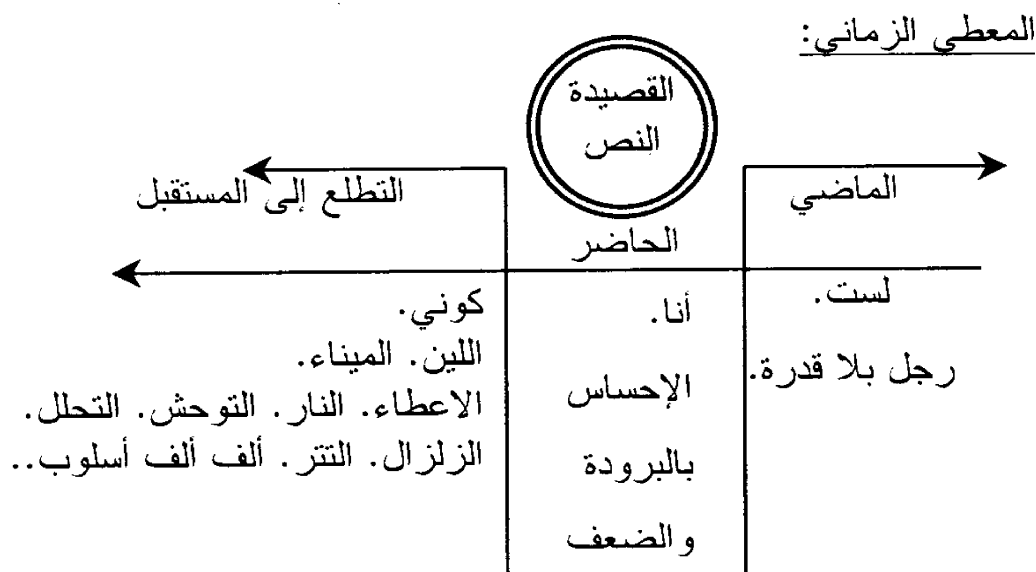 المعطي الزماني:
القصيدة
النص
الماضي
التطلع إلى المستقبل
الحاضر
لست.
رجل بلا قدرة.
أنا.
الإحساس
بالبرودة
والضعف
كوني.
اللين. الميناء.
الاعطاء. النار. التوحش. التحلل.
الزلزال. التتر. ألف ألف أسلوب..